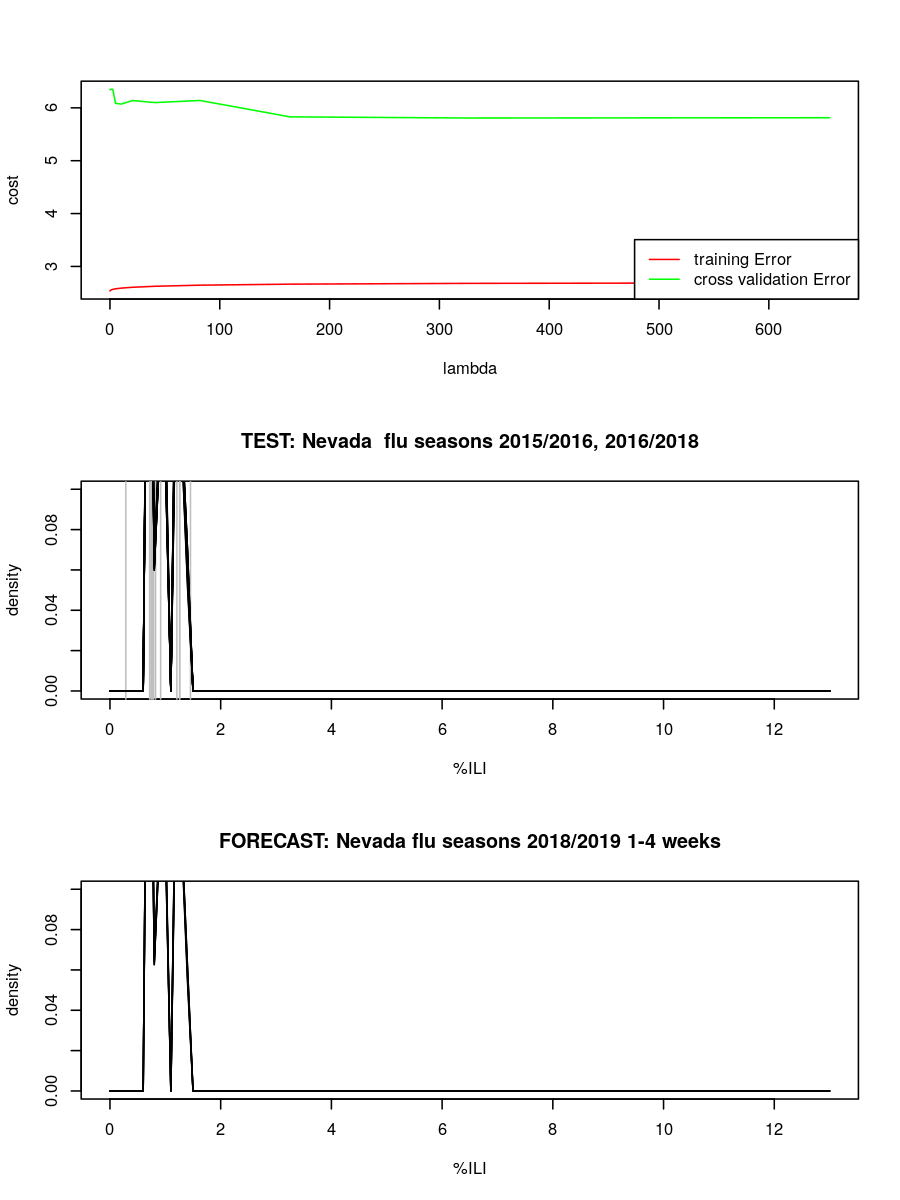 6
5
4
3
cost
training Error
cross validation Error
0 100 200 300 400 500 600
lambda
TEST: Nevada  flu seasons 2015/2016, 2016/2018
0.08
0.04
0.00
density
0 2 4 6 8 10 12
%ILI
FORECAST: Nevada flu seasons 2018/2019 1-4 weeks
0.08
0.04
0.00
density
0 2 4 6 8 10 12
%ILI